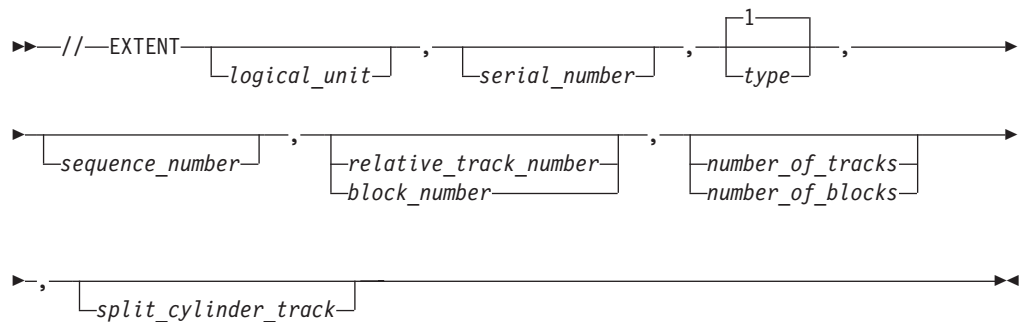 1
// EXTENT logical_unit , serial_number , type ,
sequence_number , relative_track_number , number_of_tracks
block_number number_of_blocks
, split_cylinder_track